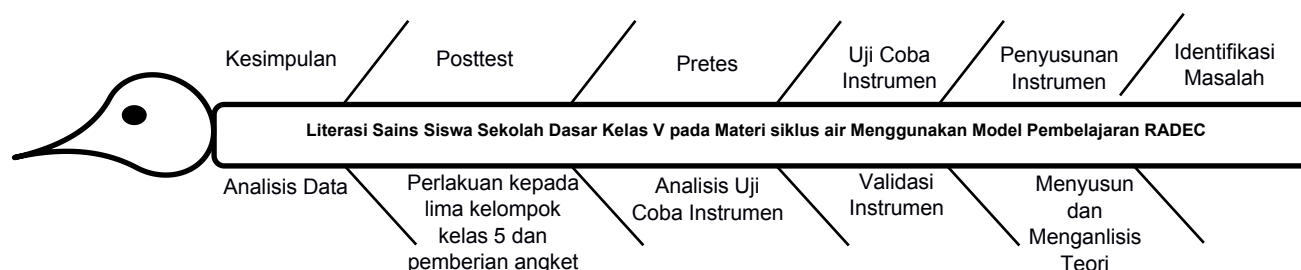 Kesimpulan
Posttest
Pretes
Uji Coba
Instrumen
Penyusunan
Instrumen
Identifikasi
Masalah
Literasi Sains Siswa Sekolah Dasar Kelas V pada Materi siklus air Menggunakan Model Pembelajaran RADEC
Analisis Data
Perlakuan kepada
lima kelompok
kelas 5 dan
pemberian angket
Analisis Uji
Coba Instrumen
Validasi
Instrumen
Menyusun
dan
Menganlisis
Teori